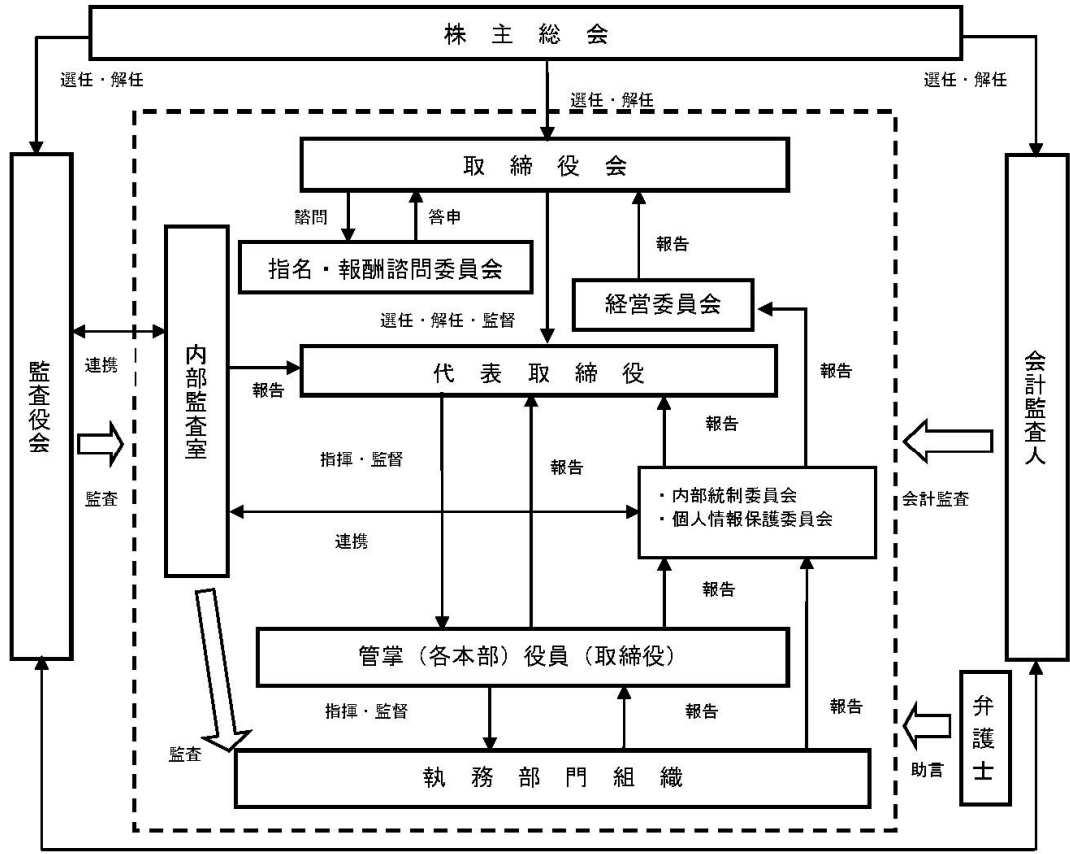 株主総会
選任・解任
選任・解任
選任・解任
取締役会
諮問
答申
報告
指名・報酬諮問委員会
経営委員会
選任・解任・監督
監査役会
連携
内部監査室
報告
代表取締役
報告
会計監査人
監査
指揮・監督
報告
報告
・内部統制委員会
・個人情報保護委員会
会計監査
連携
報告
管掌（各本部）役員（取締役）
指揮・監督
報告
報告
弁護士
助言
監査
執務部門組織